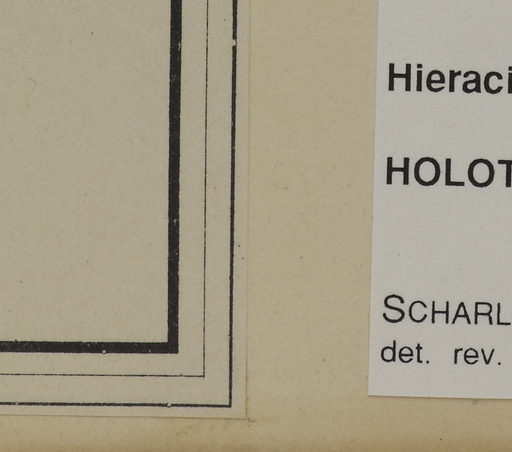 Hieraci
HOLOT
SCHARL
det. rev.